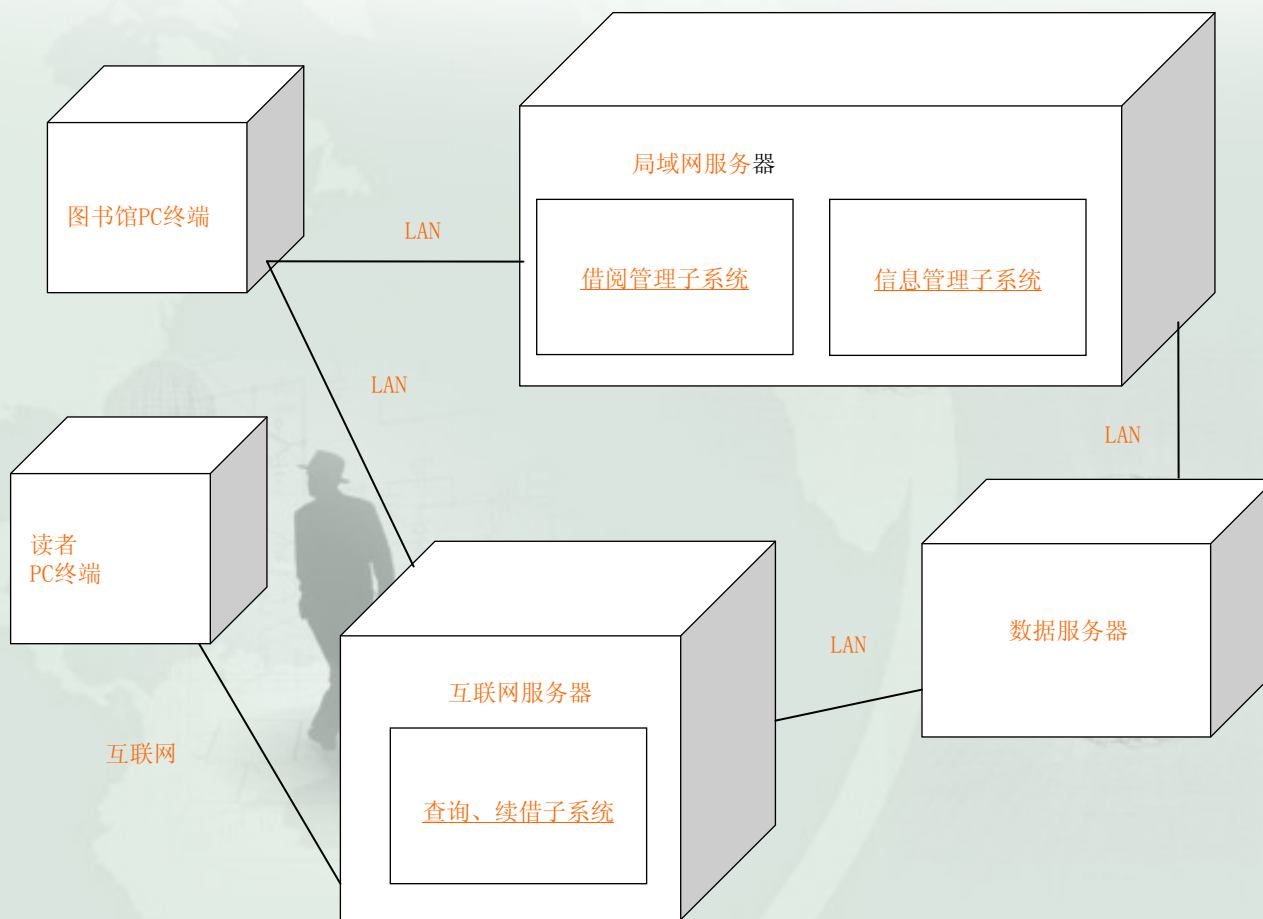 局域网服务器
图书馆PC终端
LAN
借阅管理子系统
信息管理子系统
LAN
LAN
读者
PC终端
数据服务器
LAN
互联网服务器
互联网
查询、续借子系统